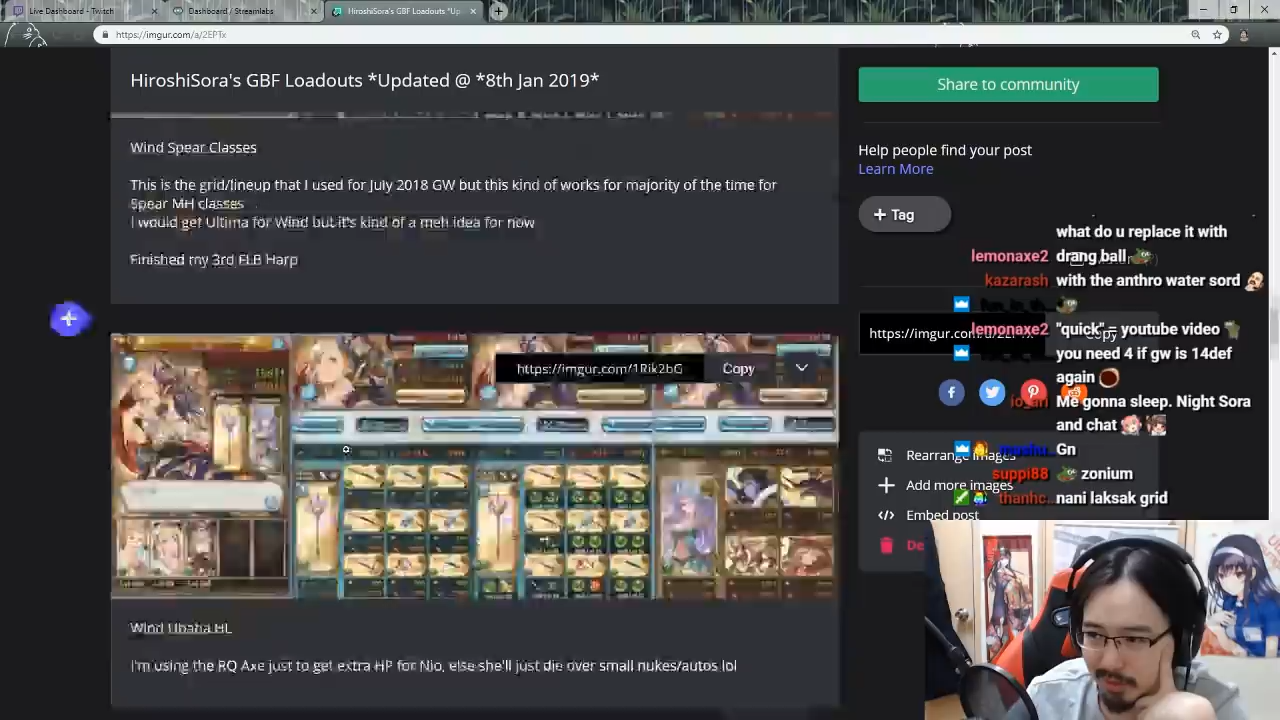 Live Dashboard - Twitch
Dashboard | Streamlabs
HiroshiSora's GBF Loadouts *Up
https://imgur.com/a/2EPTx
HiroshiSora's GBF Loadouts *Updated @ *8th Jan 2019*
Wind Spear Classes
This is the grid/lineup that I used for July 2018 GW but this kind of works for majority of the time for
Spear MH classes
I would get Ultima for Wind but it's kind of a meh idea for now
Finished my 3rd FLB Harp
https://imgur.com/1Rik2bG
Copy
Wind Ubaha HL
I'm using the RQ Axe just to get extra HP for Nio, else she'll just die over small nukes/autos lol
Share to community
Help people find your post
Learn More
+ Tag
https://imgur.com
Copy
Rearrange images
Add more images
Embed post
De
what do u replace it with
lemonaxe2 drang ball
kazarash with the anthro water sord
lemonaxe2 "quick" = youtube video
you need 4 if gw is 14def
again
Me gonna sleep. Night Sora
and chat
Gn
suppi88 zonium
thanhc... nani laksak grid